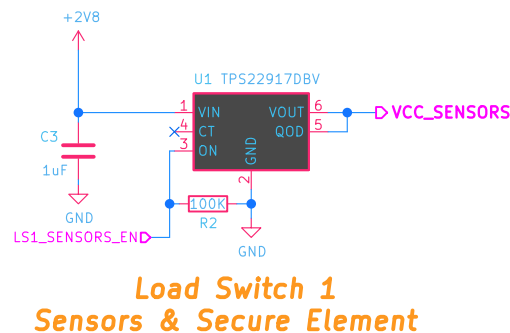 +2V8
U1 TPS22917DBV
1 VIN VOUT 6
4 CT QOD 5
3 ON
GND
2
VCC_SENSORS
C3
1uF
GND
100K
R2
LS1_SENSORS_EN
GND
Load Switch 1
Sensors & Secure Element